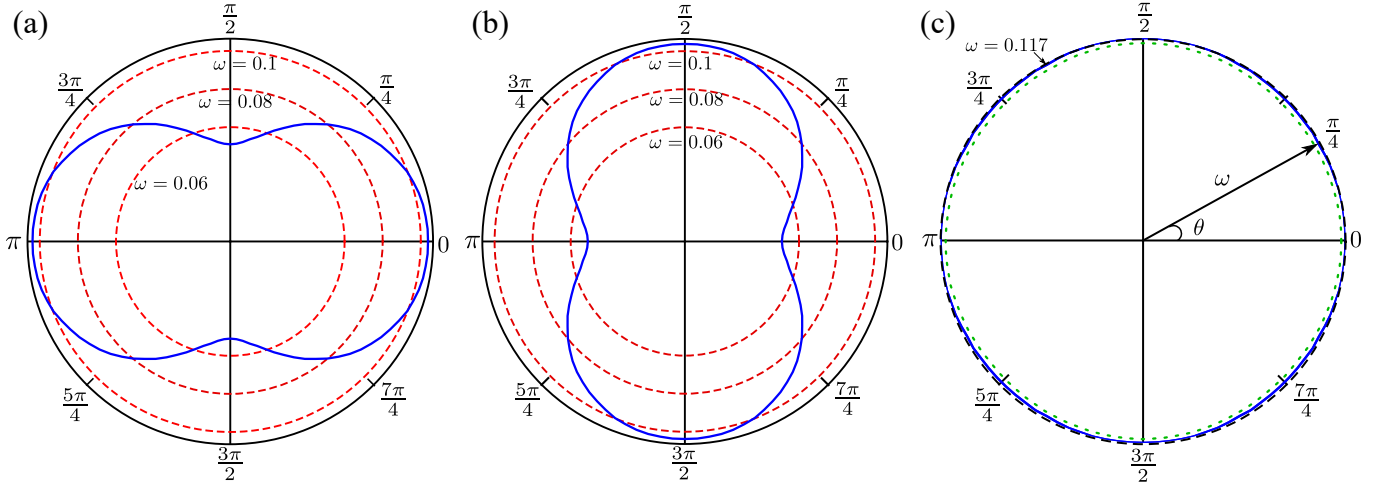 (a)
π/2
3π/4
π/4
ω = 0.1
ω = 0.08
ω = 0.06
π
0
5π/4
7π/4
3π/2
(b)
π/2
3π/4
π/4
ω = 0.1
ω = 0.08
ω = 0.06
π
0
5π/4
7π/4
3π/2
(c)
π/2
ω = 0.117
3π/4
π/4
ω
θ
π
0
5π/4
7π/4
3π/2